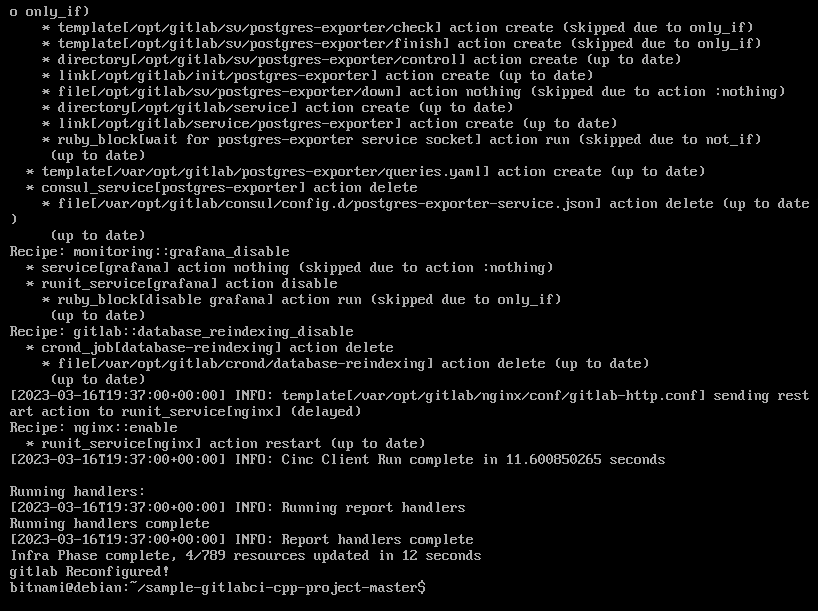 o only_if)
    * template[/opt/gitlab/sv/postgres-exporter/check] action create (skipped due to only_if)
    * template[/opt/gitlab/sv/postgres-exporter/finish] action create (skipped due to only_if)
    * directory[/opt/gitlab/sv/postgres-exporter/control] action create (up to date)
    * link[/opt/gitlab/init/postgres-exporter] action create (up to date)
    * file[/opt/gitlab/sv/postgres-exporter/down] action nothing (skipped due to action :nothing)
    * directory[/opt/gitlab/service] action create (up to date)
    * link[/opt/gitlab/service/postgres-exporter] action create (up to date)
    * ruby_block[wait for postgres-exporter service socket] action run (skipped due to not_if)
     (up to date)
  * template[/var/opt/gitlab/postgres-exporter/queries.yaml] action create (up to date)
  * consul_service[postgres-exporter] action delete
    * file[/var/opt/gitlab/consul/config.d/postgres-exporter-service.json] action delete (up to date
)
     (up to date)
Recipe: monitoring::grafana_disable
  * service[grafana] action nothing (skipped due to action :nothing)
  * runit_service[grafana] action disable
    * ruby_block[disable grafana] action run (skipped due to only_if)
     (up to date)
Recipe: gitlab::database_reindexing_disable
  * crond_job[database-reindexing] action delete
    * file[/var/opt/gitlab/crond/database-reindexing] action delete (up to date)
     (up to date)
[2023-03-16T19:37:00+00:00] INFO: template[/var/opt/gitlab/nginx/conf/gitlab-http.conf] sending rest
art action to runit_service[nginx] (delayed)
Recipe: nginx::enable
  * runit_service[nginx] action restart (up to date)
[2023-03-16T19:37:00+00:00] INFO: Cinc Client Run complete in 11.600850265 seconds

Running handlers:
[2023-03-16T19:37:00+00:00] INFO: Running report handlers
Running handlers complete
[2023-03-16T19:37:00+00:00] INFO: Report handlers complete
Infra Phase complete, 4/789 resources updated in 12 seconds
gitlab Reconfigured!
bitnami@debian:~/sample-gitlabci-cpp-project-master$